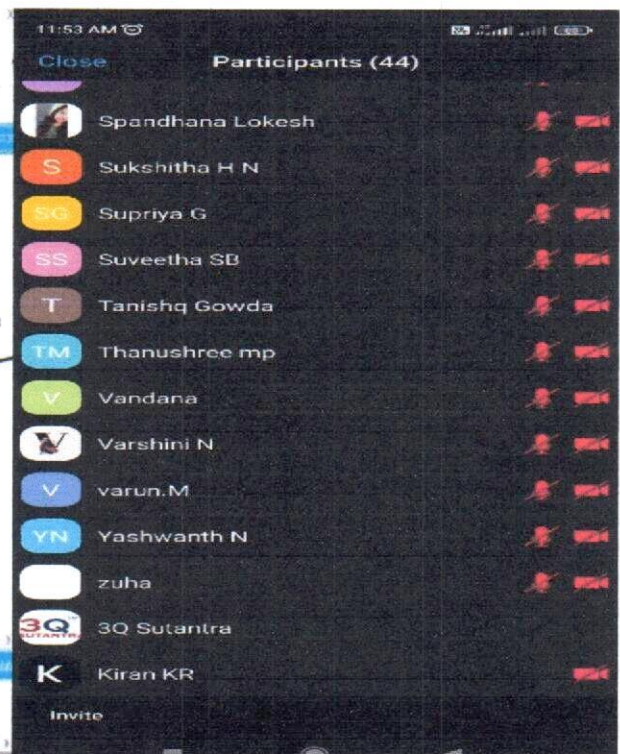 11:53 AM
Close Participants (44)
Spandhana Lokesh
S Sukshitha H N
SG Supriya G
SS Suveetha SB
T Tanishq Gowda
TM Thanushree mp
V Vandana
V Varshini N
V varun.M
YN Yashwanth N
zuha
3Q SUTANTRA 3Q Sutantra
K Kiran KR
Invite